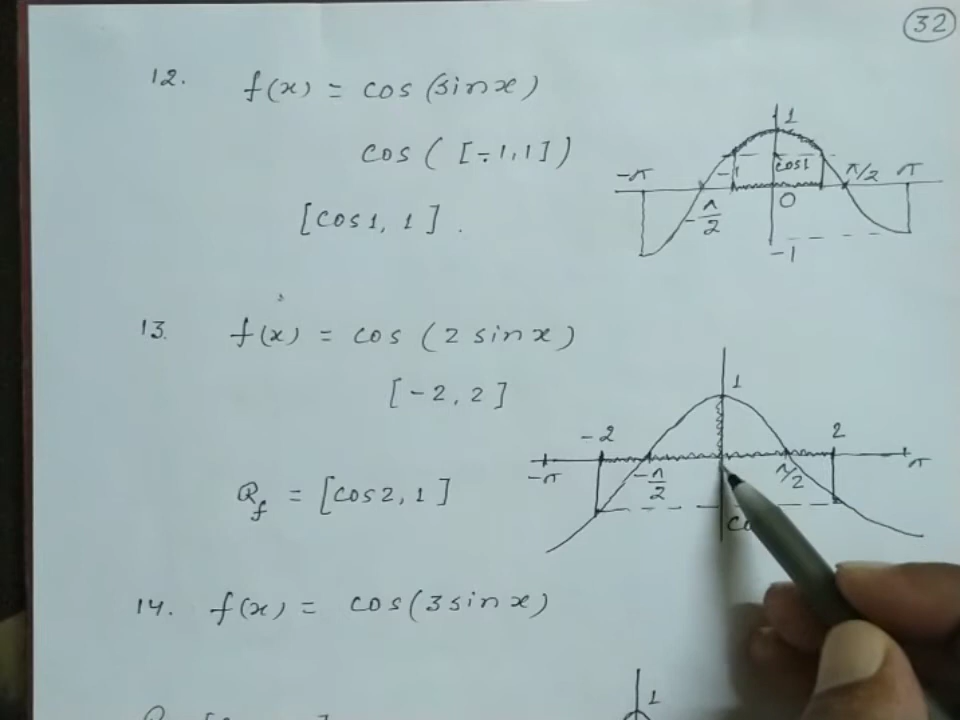 32
12. f(x) = cos (sin x)
cos ( [-1, 1] )
[cos 1, 1] .
1
-π -1 cos1 π/2 π
-π/2 0
-1
13. f(x) = cos (2 sin x)
[-2, 2]
1
-2 2
-π -π/2 π/2 π
R_f = [cos 2, 1]
14. f(x) = cos (3 sin x)
1